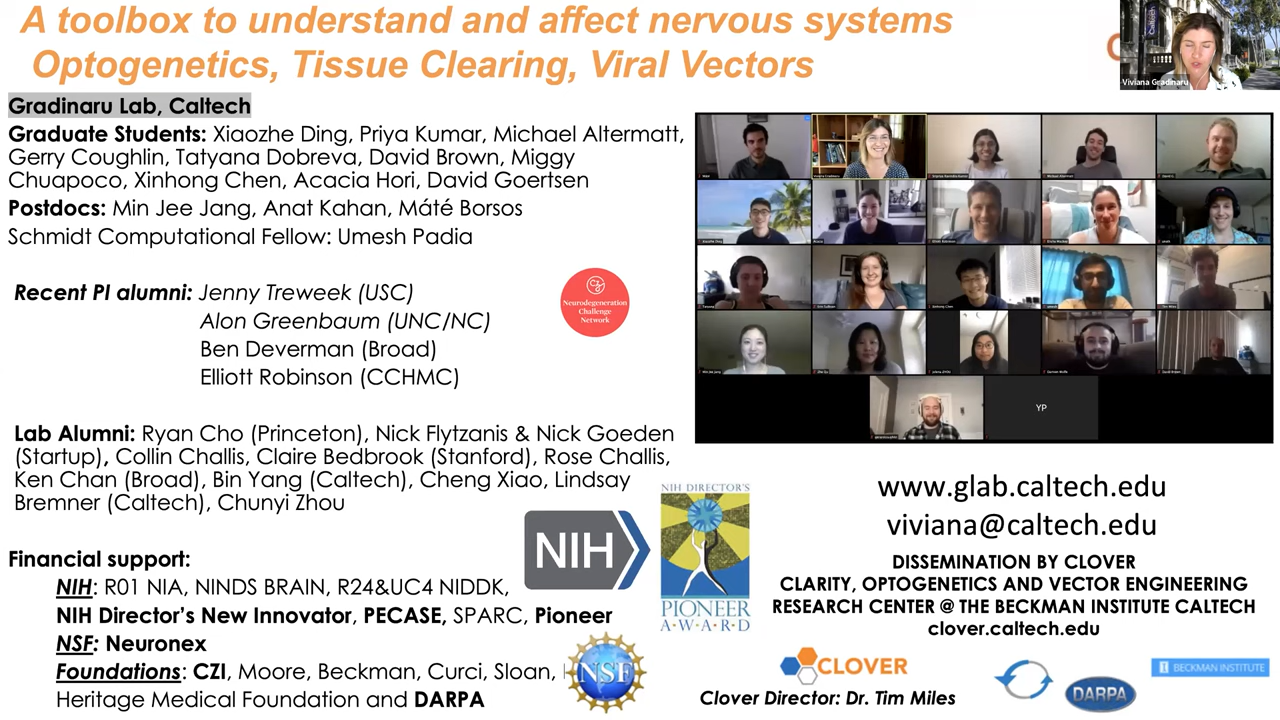 A toolbox to understand and affect nervous systems
Optogenetics, Tissue Clearing, Viral Vectors
Viviana Gradinaru
Gradinaru Lab, Caltech
Graduate Students: Xiaozhe Ding, Priya Kumar, Michael Altermatt,
Gerry Coughlin, Tatyana Dobreva, David Brown, Miggy
Chuapoco, Xinhong Chen, Acacia Hori, David Goertsen
Postdocs: Min Jee Jang, Anat Kahan, Máté Borsos
Schmidt Computational Fellow: Umesh Padia
Recent PI alumni: Jenny Treweek (USC)
Alon Greenbaum (UNC/NC)
Ben Deverman (Broad)
Elliott Robinson (CCHMC)
Neurodegeneration
Challenge
Network
Lab Alumni: Ryan Cho (Princeton), Nick Flytzanis & Nick Goeden
(Startup), Collin Challis, Claire Bedbrook (Stanford), Rose Challis,
Ken Chan (Broad), Bin Yang (Caltech), Cheng Xiao, Lindsay
Bremner (Caltech), Chunyi Zhou
Financial support:
NIH: R01 NIA, NINDS BRAIN, R24&UC4 NIDDK,
NIH Director's New Innovator, PECASE, SPARC, Pioneer
NSF: Neuronex
Foundations: CZI, Moore, Beckman, Curci, Sloan,
Heritage Medical Foundation and DARPA
NIH
NIH DIRECTOR'S
PIONEER
A•W•A•R•D
NSF
YP
www.glab.caltech.edu
viviana@caltech.edu
DISSEMINATION BY CLOVER
CLARITY, OPTOGENETICS AND VECTOR ENGINEERING
RESEARCH CENTER @ THE BECKMAN INSTITUTE CALTECH
clover.caltech.edu
CLOVER
Clover Director: Dr. Tim Miles
DARPA
BECKMAN INSTITUTE